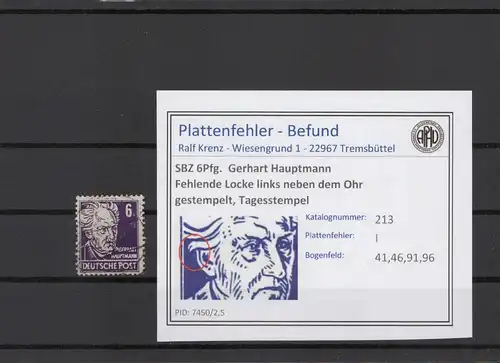 Plattenfehler - Befund
Ralf Krenz - Wiesengrund 1 - 22967 Tremsbüttel
SBZ 6Pfg. Gerhart Hauptmann
Fehlende Locke links neben dem Ohr
gestempelt, Tagesstempel
Katalognummer: 213
Plattenfehler: I
Bogenfeld: 41,46,91,96
PID: 7450/2,5
6
GERHART
HAUPTMANN
DEUTSCHE POST